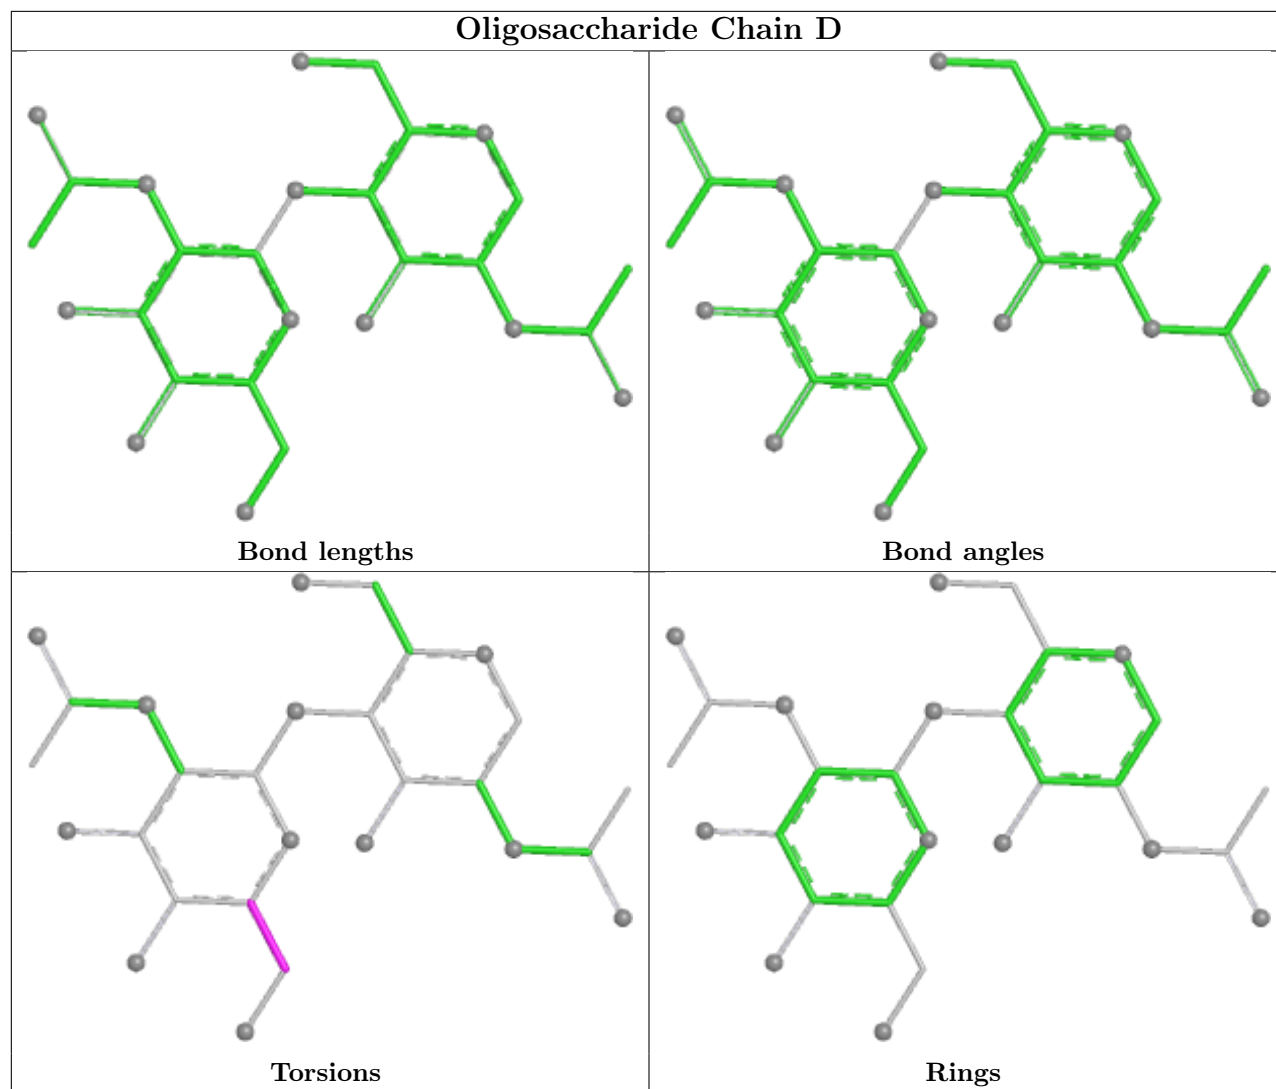 Oligosaccharide Chain D
Bond lengths
Bond angles
Torsions
Rings